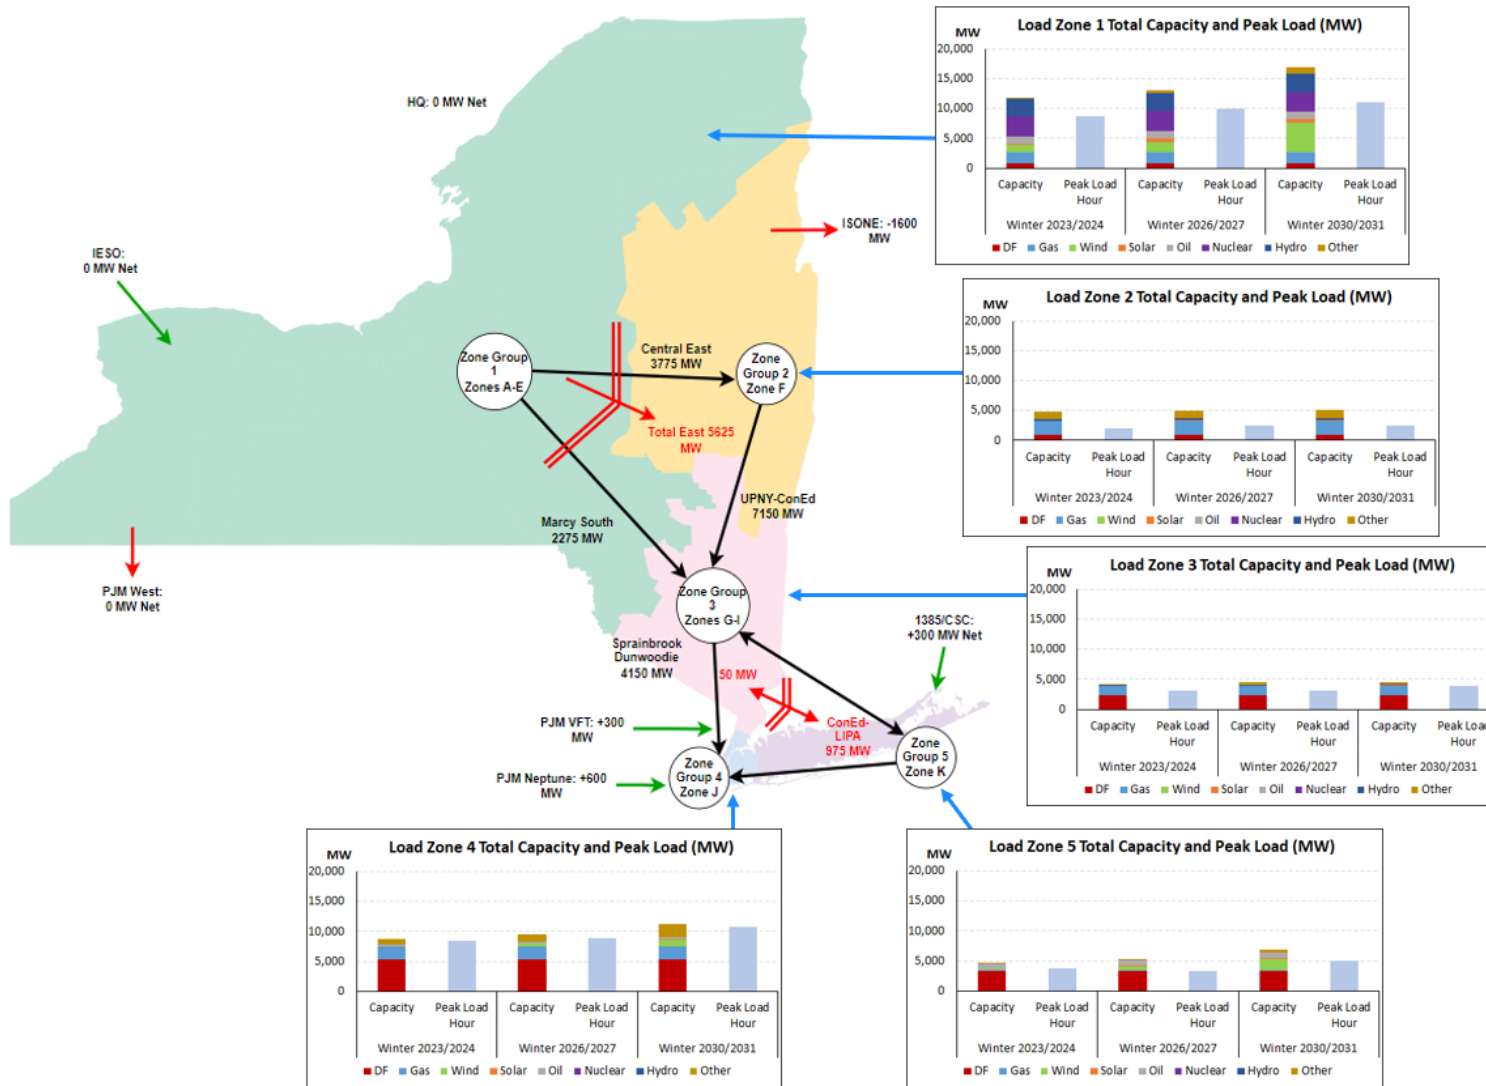 HQ: 0 MW Net
IESO:
0 MW Net
ISONE: -1600
MW
Zone Group
1
Zones A-E
Central East
3775 MW
Zone
Group 2
Zone F
Total East 5625
MW
UPNY-ConEd
7150 MW
Marcy South
2275 MW
PJM West:
0 MW Net
Zone Group
3
Zones G-I
Sprainbrook
Dunwoodie
4150 MW
50 MW
1385/CSC:
+300 MW Net
PJM VFT: +300
MW
ConEd-
LIPA
975 MW
PJM Neptune: +600
MW
Zone
Group 4
Zone J
Zone
Group 5
Zone K
Load Zone 1 Total Capacity and Peak Load (MW)
MW
20,000
15,000
10,000
5,000
0
Capacity Peak Load Hour Capacity Peak Load Hour Capacity Peak Load Hour
Winter 2023/2024 Winter 2026/2027 Winter 2030/2031
DF Gas Wind Solar Oil Nuclear Hydro Other
Load Zone 2 Total Capacity and Peak Load (MW)
MW
20,000
15,000
10,000
5,000
0
Capacity Peak Load Hour Capacity Peak Load Hour Capacity Peak Load Hour
Winter 2023/2024 Winter 2026/2027 Winter 2030/2031
DF Gas Wind Solar Oil Nuclear Hydro Other
Load Zone 3 Total Capacity and Peak Load (MW)
MW
20,000
15,000
10,000
5,000
0
Capacity Peak Load Hour Capacity Peak Load Hour Capacity Peak Load Hour
Winter 2023/2024 Winter 2026/2027 Winter 2030/2031
DF Gas Wind Solar Oil Nuclear Hydro Other
Load Zone 4 Total Capacity and Peak Load (MW)
MW
20,000
15,000
10,000
5,000
0
Capacity Peak Load Hour Capacity Peak Load Hour Capacity Peak Load Hour
Winter 2023/2024 Winter 2026/2027 Winter 2030/2031
DF Gas Wind Solar Oil Nuclear Hydro Other
Load Zone 5 Total Capacity and Peak Load (MW)
MW
20,000
15,000
10,000
5,000
0
Capacity Peak Load Hour Capacity Peak Load Hour Capacity Peak Load Hour
Winter 2023/2024 Winter 2026/2027 Winter 2030/2031
DF Gas Wind Solar Oil Nuclear Hydro Other